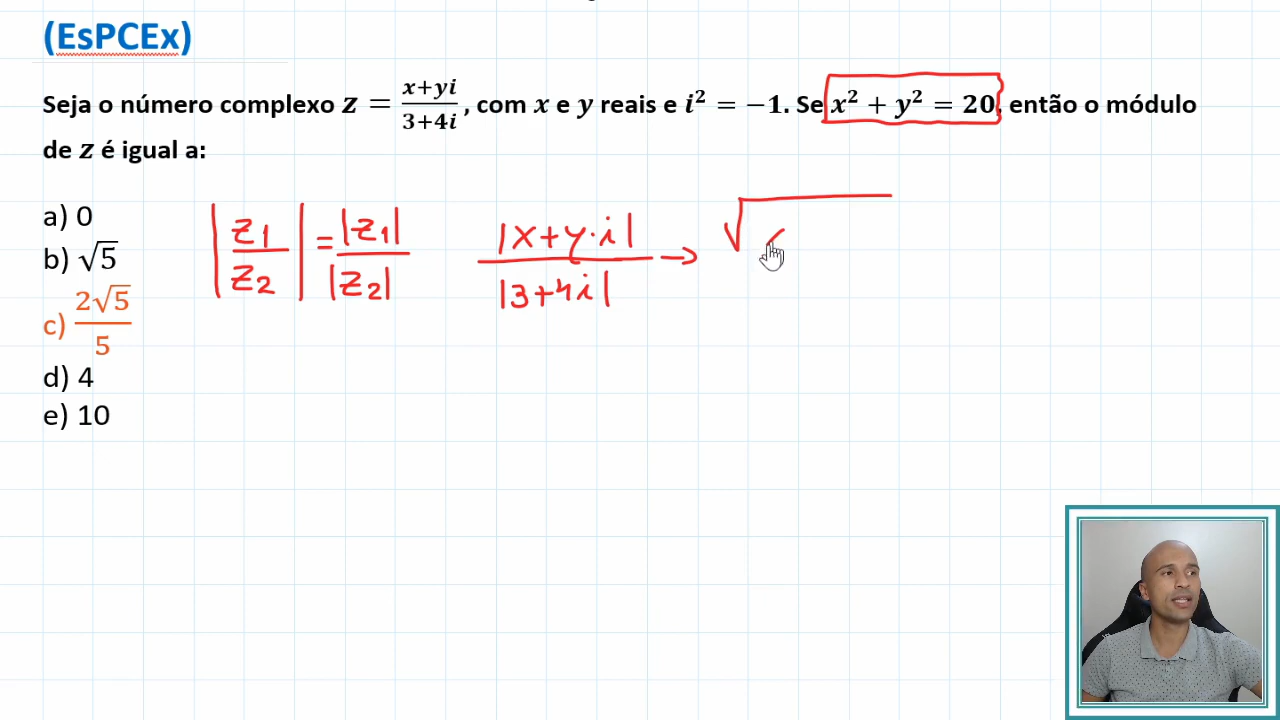 (EsPCEx)
Seja o número complexo z = x+yi / 3+4i , com x e y reais e i² = −1. Se x² + y² = 20, então o módulo
de z é igual a:
a) 0
b) √5
c) 2√5 / 5
d) 4
e) 10
|z1 / z2| = |z1| / |z2|
|x+y·i| / |3+4i| → √